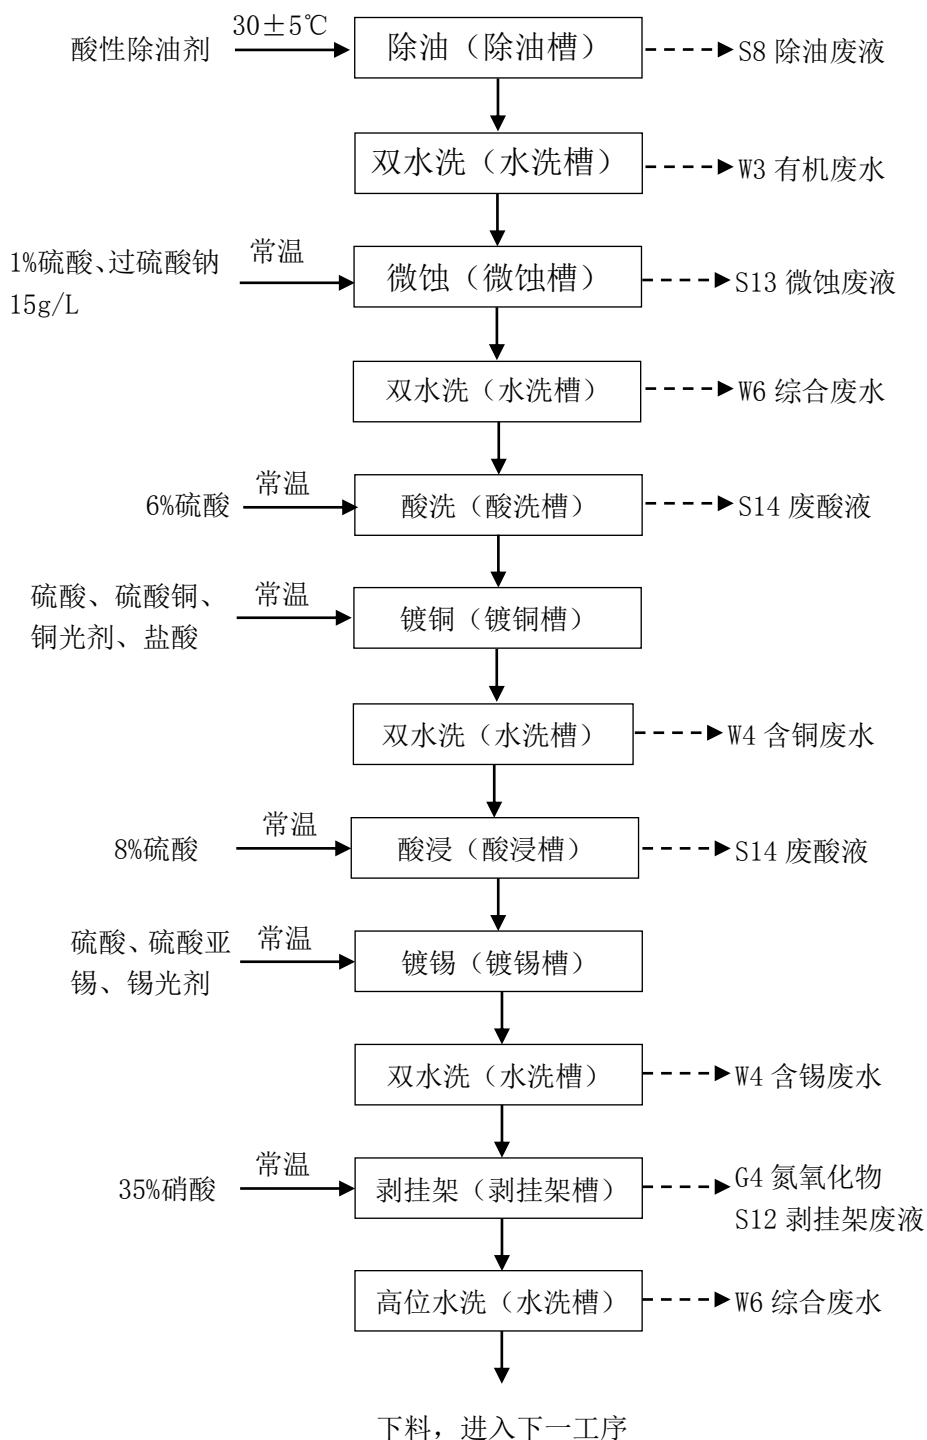 酸性除油剂
30±5℃
除油（除油槽）
S8 除油废液
双水洗（水洗槽）
W3 有机废水
1%硫酸、过硫酸钠
15g/L
常温
微蚀（微蚀槽）
S13 微蚀废液
双水洗（水洗槽）
W6 综合废水
6%硫酸
常温
酸洗（酸洗槽）
S14 废酸液
硫酸、硫酸铜、
铜光剂、盐酸
常温
镀铜（镀铜槽）
双水洗（水洗槽）
W4 含铜废水
8%硫酸
常温
酸浸（酸浸槽）
S14 废酸液
硫酸、硫酸亚
锡、锡光剂
常温
镀锡（镀锡槽）
双水洗（水洗槽）
W4 含锡废水
35%硝酸
常温
剥挂架（剥挂架槽）
G4 氮氧化物
S12 剥挂架废液
高位水洗（水洗槽）
W6 综合废水
下料，进入下一工序